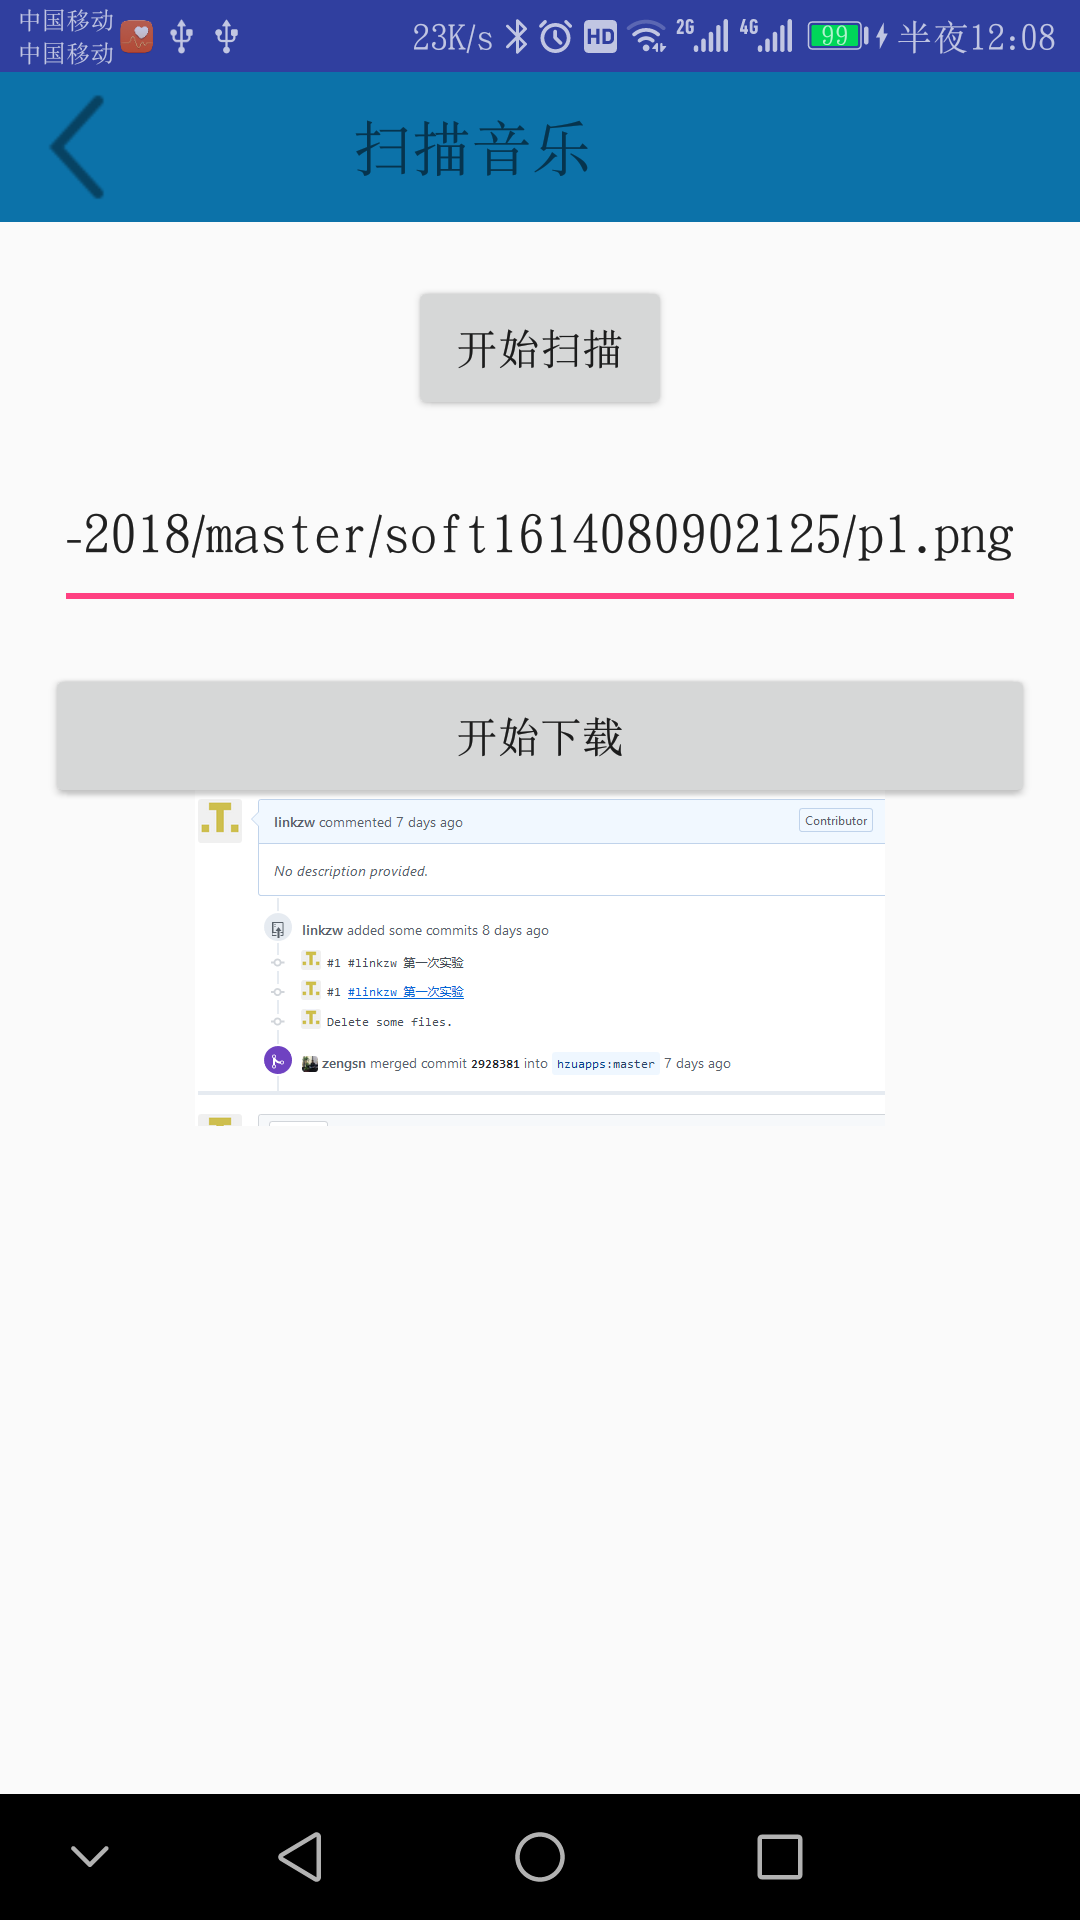 中国移动
中国移动
23K/s HD 2G 4G 99 半夜12:08
扫描音乐
开始扫描
-2018/master/soft1614080902125/p1.png
开始下载
linkzw commented 7 days ago Contributor
No description provided.
linkzw added some commits 8 days ago
#1 #linkzw 第一次实验
#1 #linkzw 第一次实验
Delete some files.
zengsn merged commit 2928381 into hzuapps:master 7 days ago